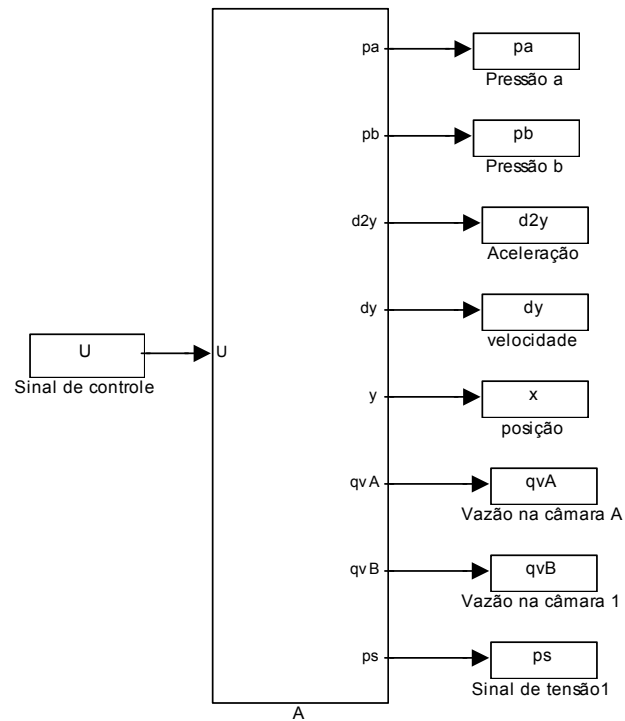 pa
pa
Pressão a
pb
pb
Pressão b
d2y
d2y
Aceleração
dy
dy
velocidade
U
U
Sinal de controle
y
x
posição
qvA
qvA
Vazão na câmara A
qvB
qvB
Vazão na câmara 1
ps
ps
Sinal de tensão1
A